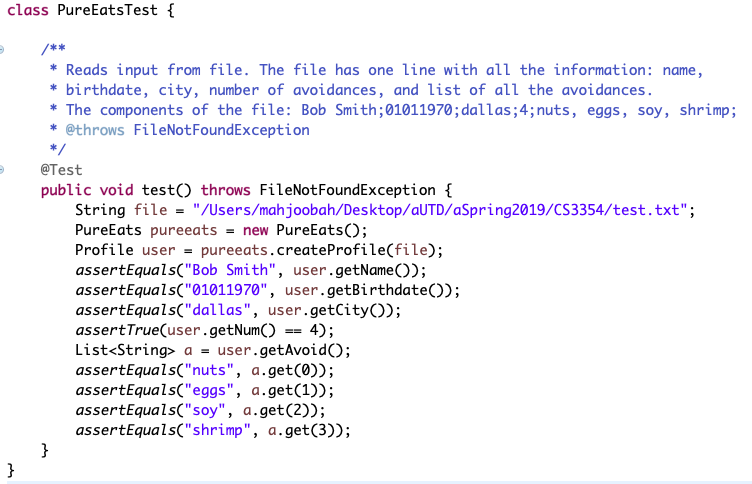 class PureEatsTest {
/**
* Reads input from file. The file has one line with all the information: name,
* birthdate, city, number of avoidances, and list of all the avoidances.
* The components of the file: Bob Smith;01011970;dallas;4;nuts, eggs, soy, shrimp;
* @throws FileNotFoundException
*/
@Test
public void test() throws FileNotFoundException {
String file = "/Users/mahjoobah/Desktop/aUTD/aSpring2019/CS3354/test.txt";
PureEats pureeats = new PureEats();
Profile user = pureeats.createProfile(file);
assertEquals("Bob Smith", user.getName());
assertEquals("01011970", user.getBirthdate());
assertEquals("dallas", user.getCity());
assertTrue(user.getNum() == 4);
List<String> a = user.getAvoid();
assertEquals("nuts", a.get(0));
assertEquals("eggs", a.get(1));
assertEquals("soy", a.get(2));
assertEquals("shrimp", a.get(3));
}
}